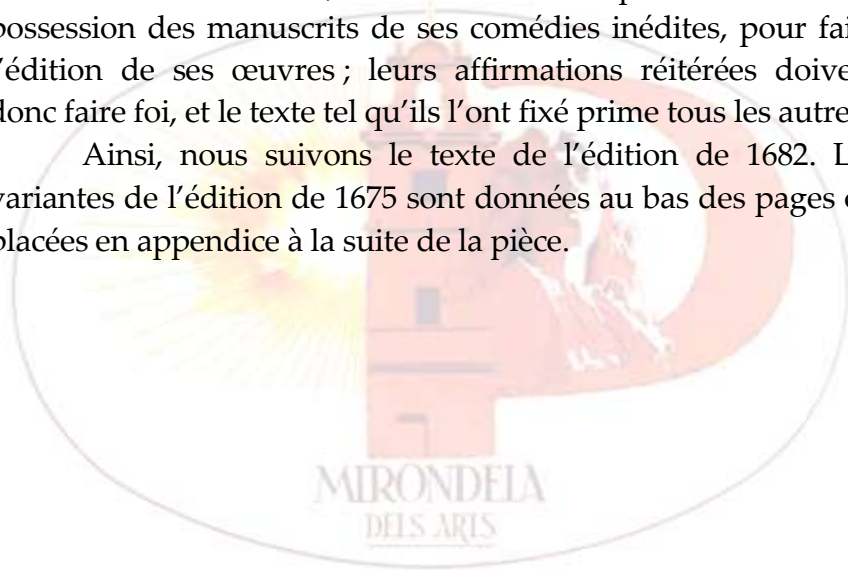 possession des manuscrits de ses comédies inédites, pour fai
l'édition de ses œuvres ; leurs affirmations réitérées doive
donc faire foi, et le texte tel qu'ils l'ont fixé prime tous les autre
Ainsi, nous suivons le texte de l'édition de 1682. L
variantes de l'édition de 1675 sont données au bas des pages o
placées en appendice à la suite de la pièce.
MIRONDELA
DELS ARTS